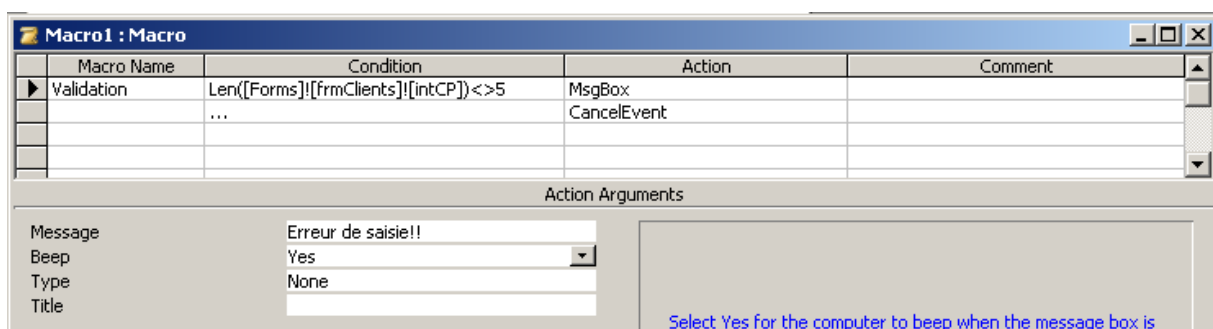 Macro1 : Macro
Macro Name Condition Action Comment
Validation Len([Forms]![frmClients]![intCP])<>5 MsgBox
... CancelEvent
Action Arguments
Message Erreur de saisie!!
Beep Yes
Type None
Title
Select Yes for the computer to beep when the message box is